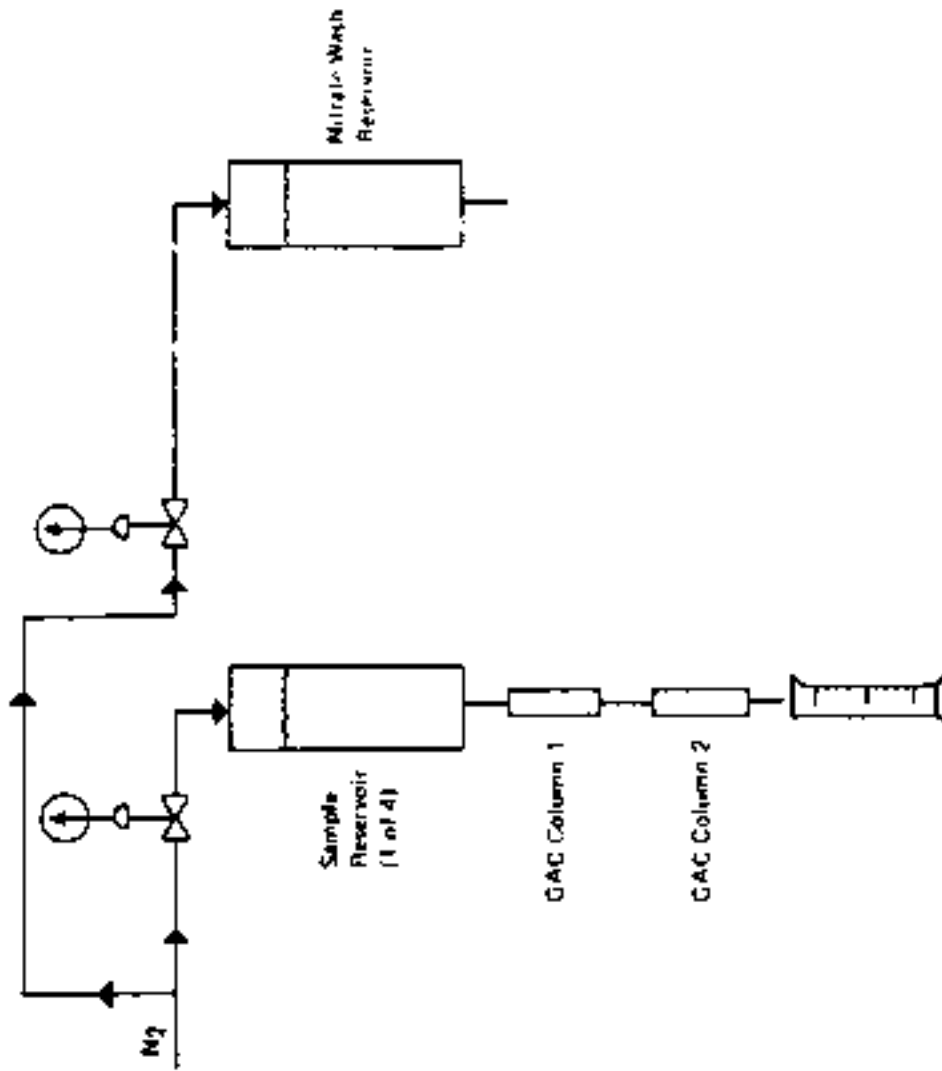 N2
Sample
Reservoir
(1 of 4)
GAC Column 1
GAC Column 2
Nitrate Wash
Reservoir